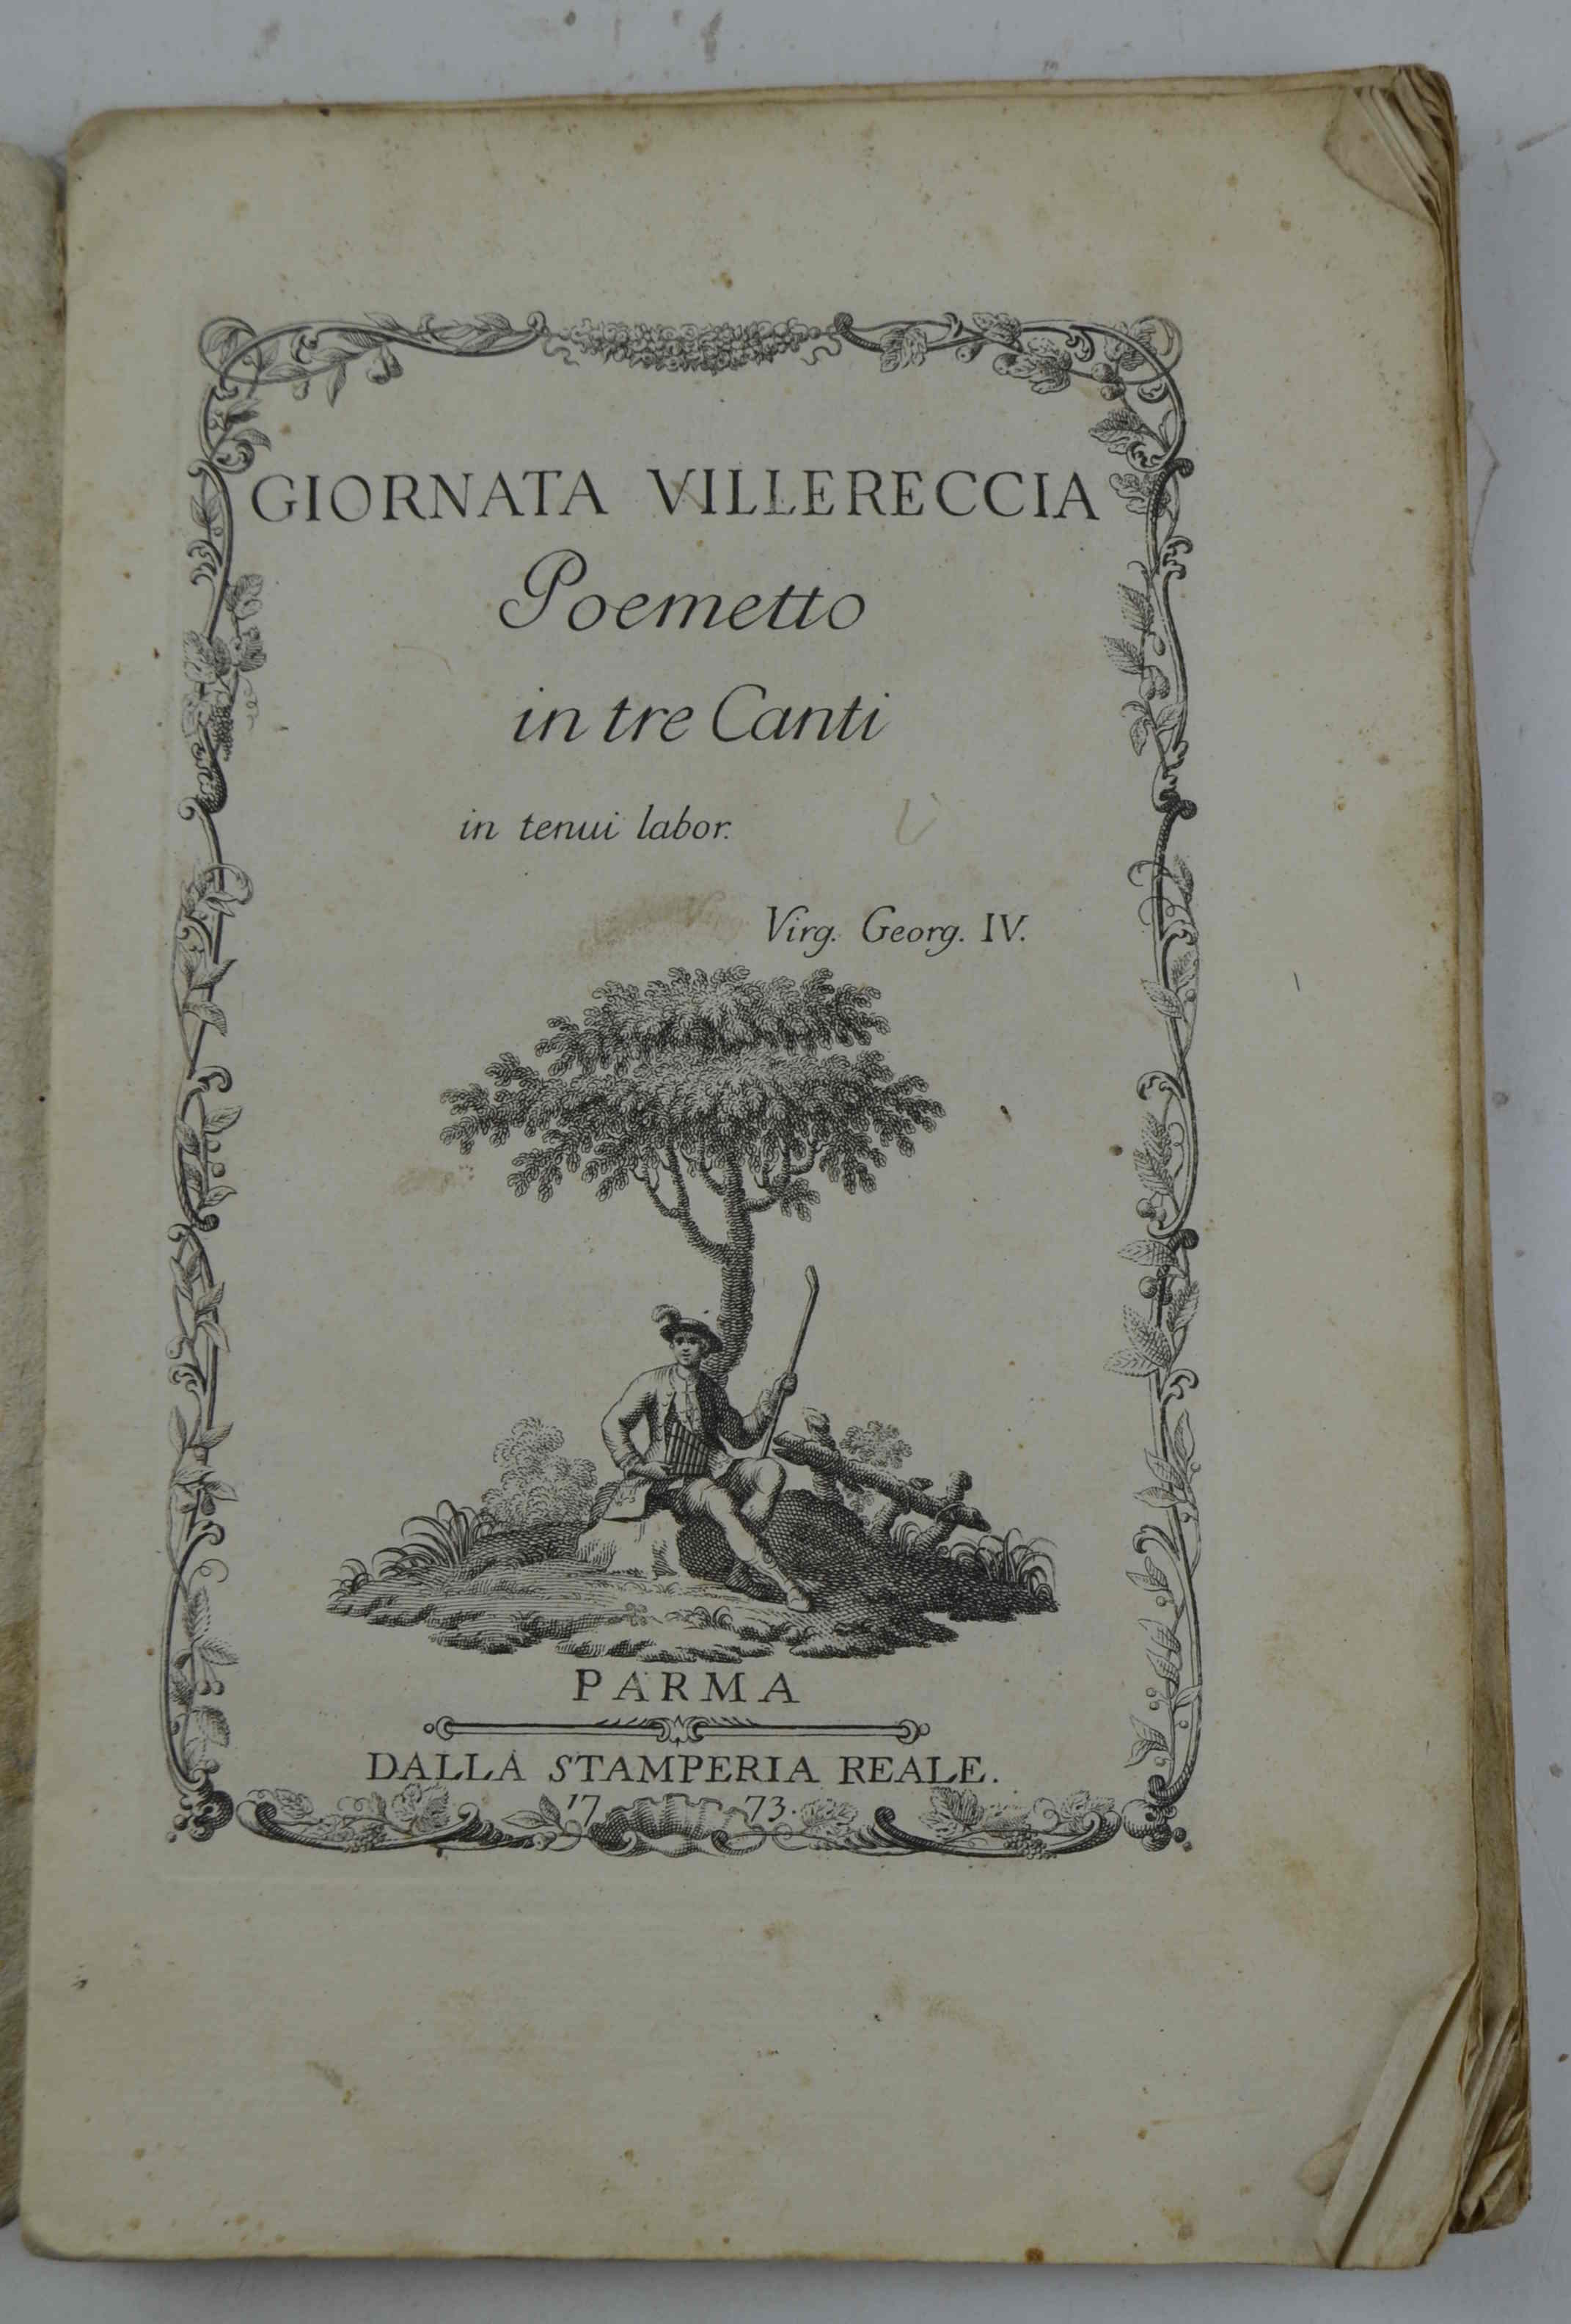 GIORNATA VILLERECCIA
Poemetto
in tre Canti
in tenui labor.
Virg. Georg. IV.
PARMA
DALLA STAMPERIA REALE.
1773.